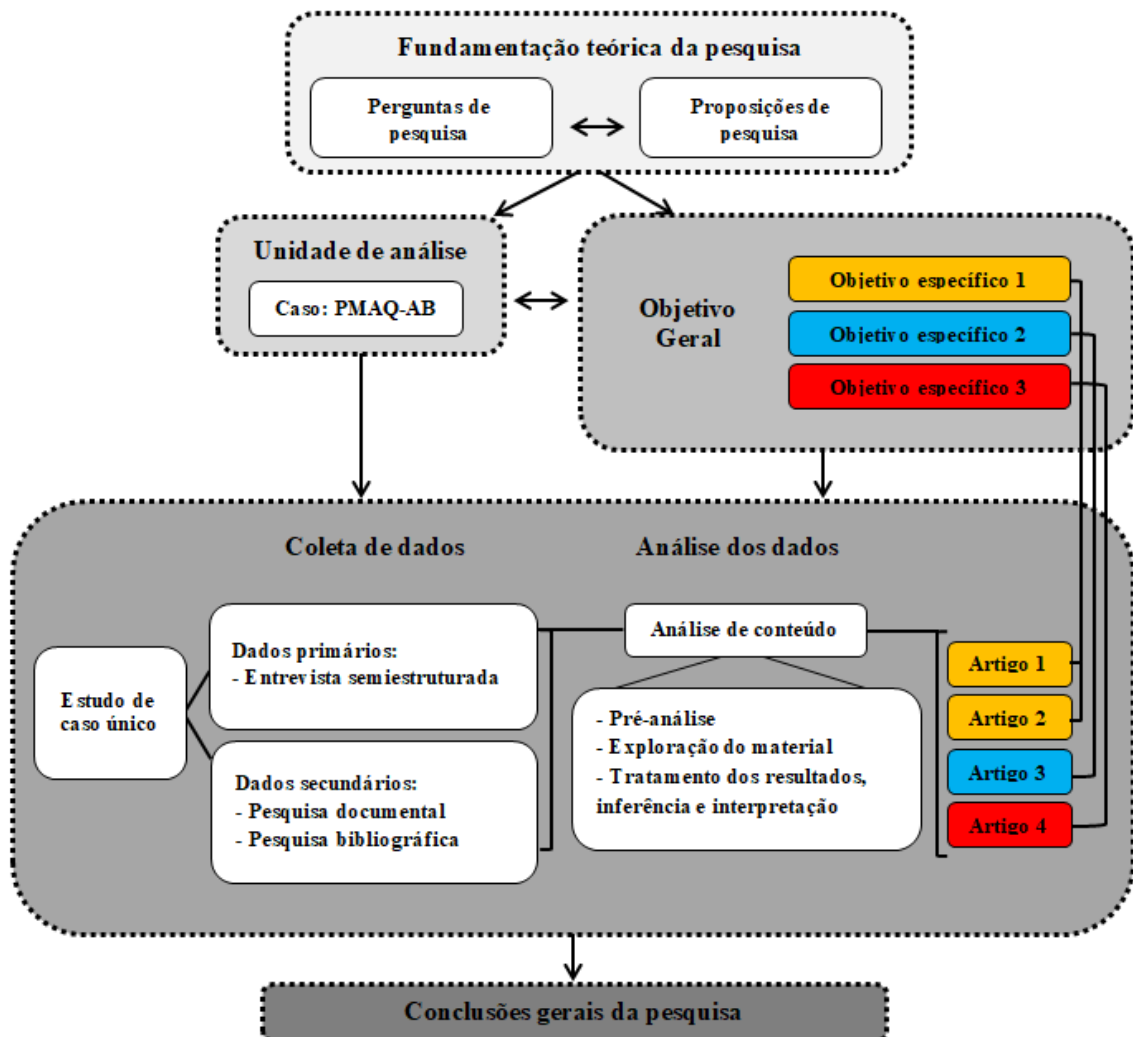 Fundamentação teórica da pesquisa
Perguntas de
pesquisa
Proposições de
pesquisa
Unidade de análise
Caso: PMAQ-AB
Objetivo
Geral
Objetivo específico 1
Objetivo específico 2
Objetivo específico 3
Coleta de dados
Análise dos dados
Estudo de
caso único
Dados primários:
- Entrevista semiestruturada
Dados secundários:
- Pesquisa documental
- Pesquisa bibliográfica
Análise de conteúdo
- Pré-análise
- Exploração do material
- Tratamento dos resultados,
inferência e interpretação
Artigo 1
Artigo 2
Artigo 3
Artigo 4
Conclusões gerais da pesquisa